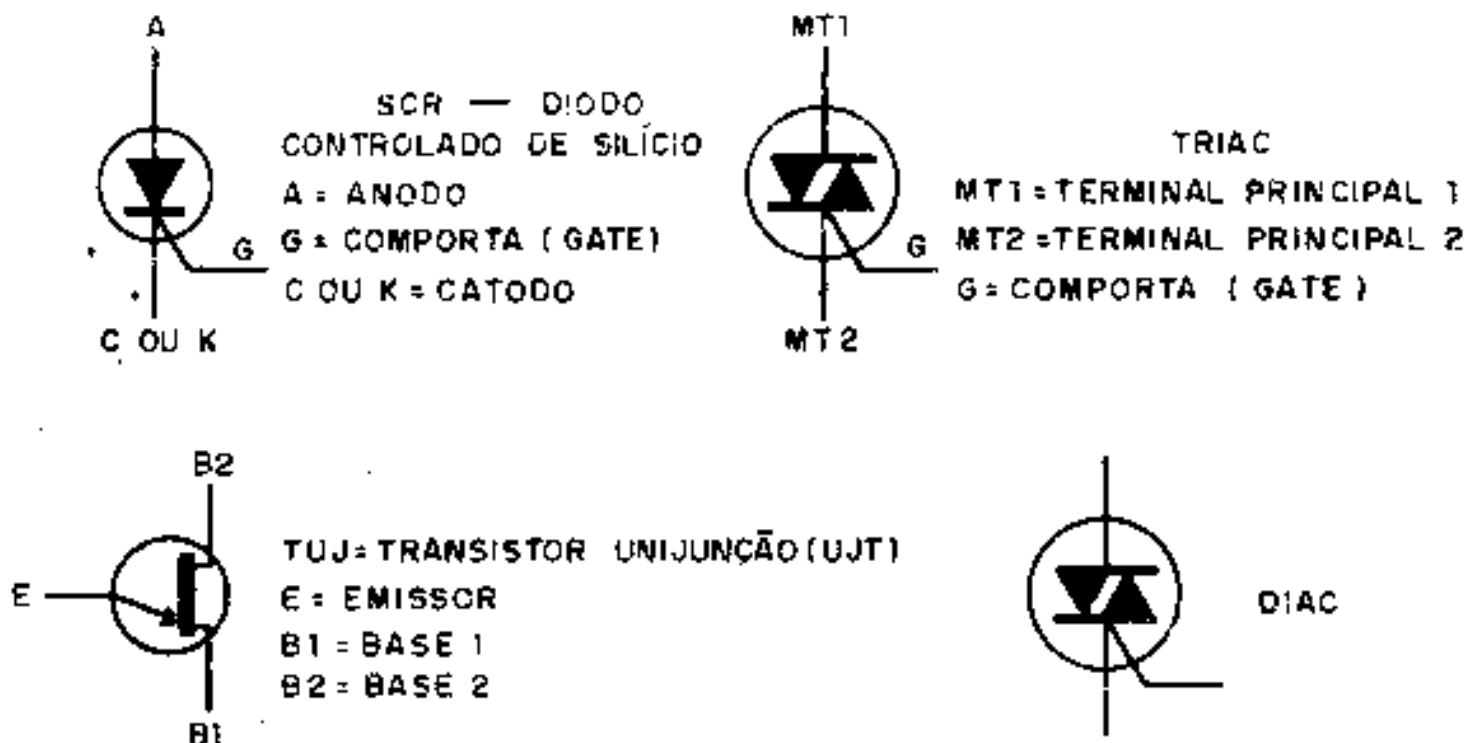 A
SCR — DIODO
CONTROLADO DE SILÍCIO
A = ANODO
G = COMPORTA (GATE)
C OU K = CATODO
G
C OU K
MT1
TRIAC
MT1 = TERMINAL PRINCIPAL 1
MT2 = TERMINAL PRINCIPAL 2
G = COMPORTA (GATE)
G
MT2
B2
TUJ = TRANSISTOR UNIJUNÇÃO (UJT)
E
E = EMISSOR
B1 = BASE 1
B2 = BASE 2
B1
DIAC